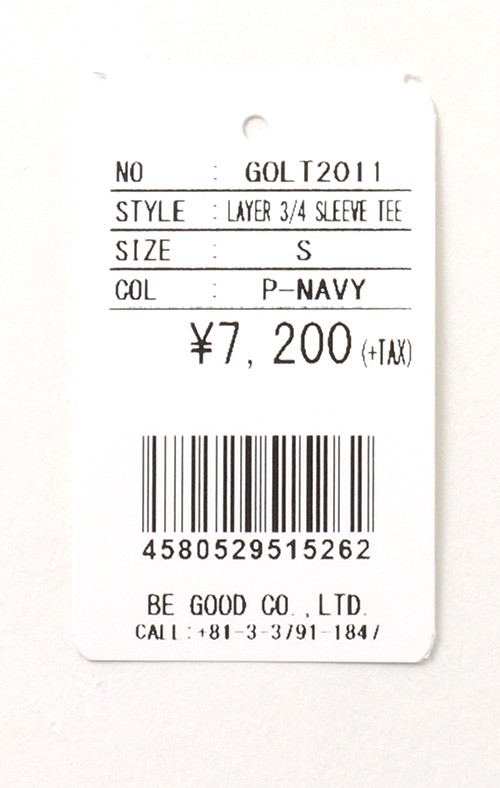 NO : GOLT2011
STYLE : LAYER 3/4 SLEEVE TEE
SIZE : S
COL : P-NAVY
¥7, 200 (+TAX)
4580529515262
BE GOOD CO.,LTD.
CALL:+81-3-3791-1847